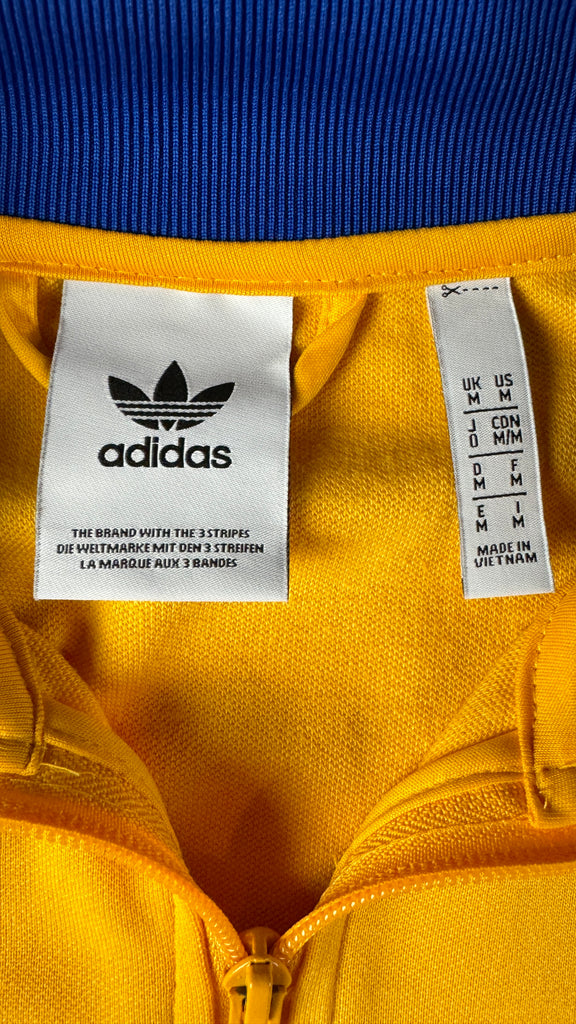 adidas
THE BRAND WITH THE 3 STRIPES
DIE WELTMARKE MIT DEN 3 STREIFEN
LA MARQUE AUX 3 BANDES
UK US
M M
J CDN
O M/M
D F
M M
E I
M M
MADE IN
VIETNAM